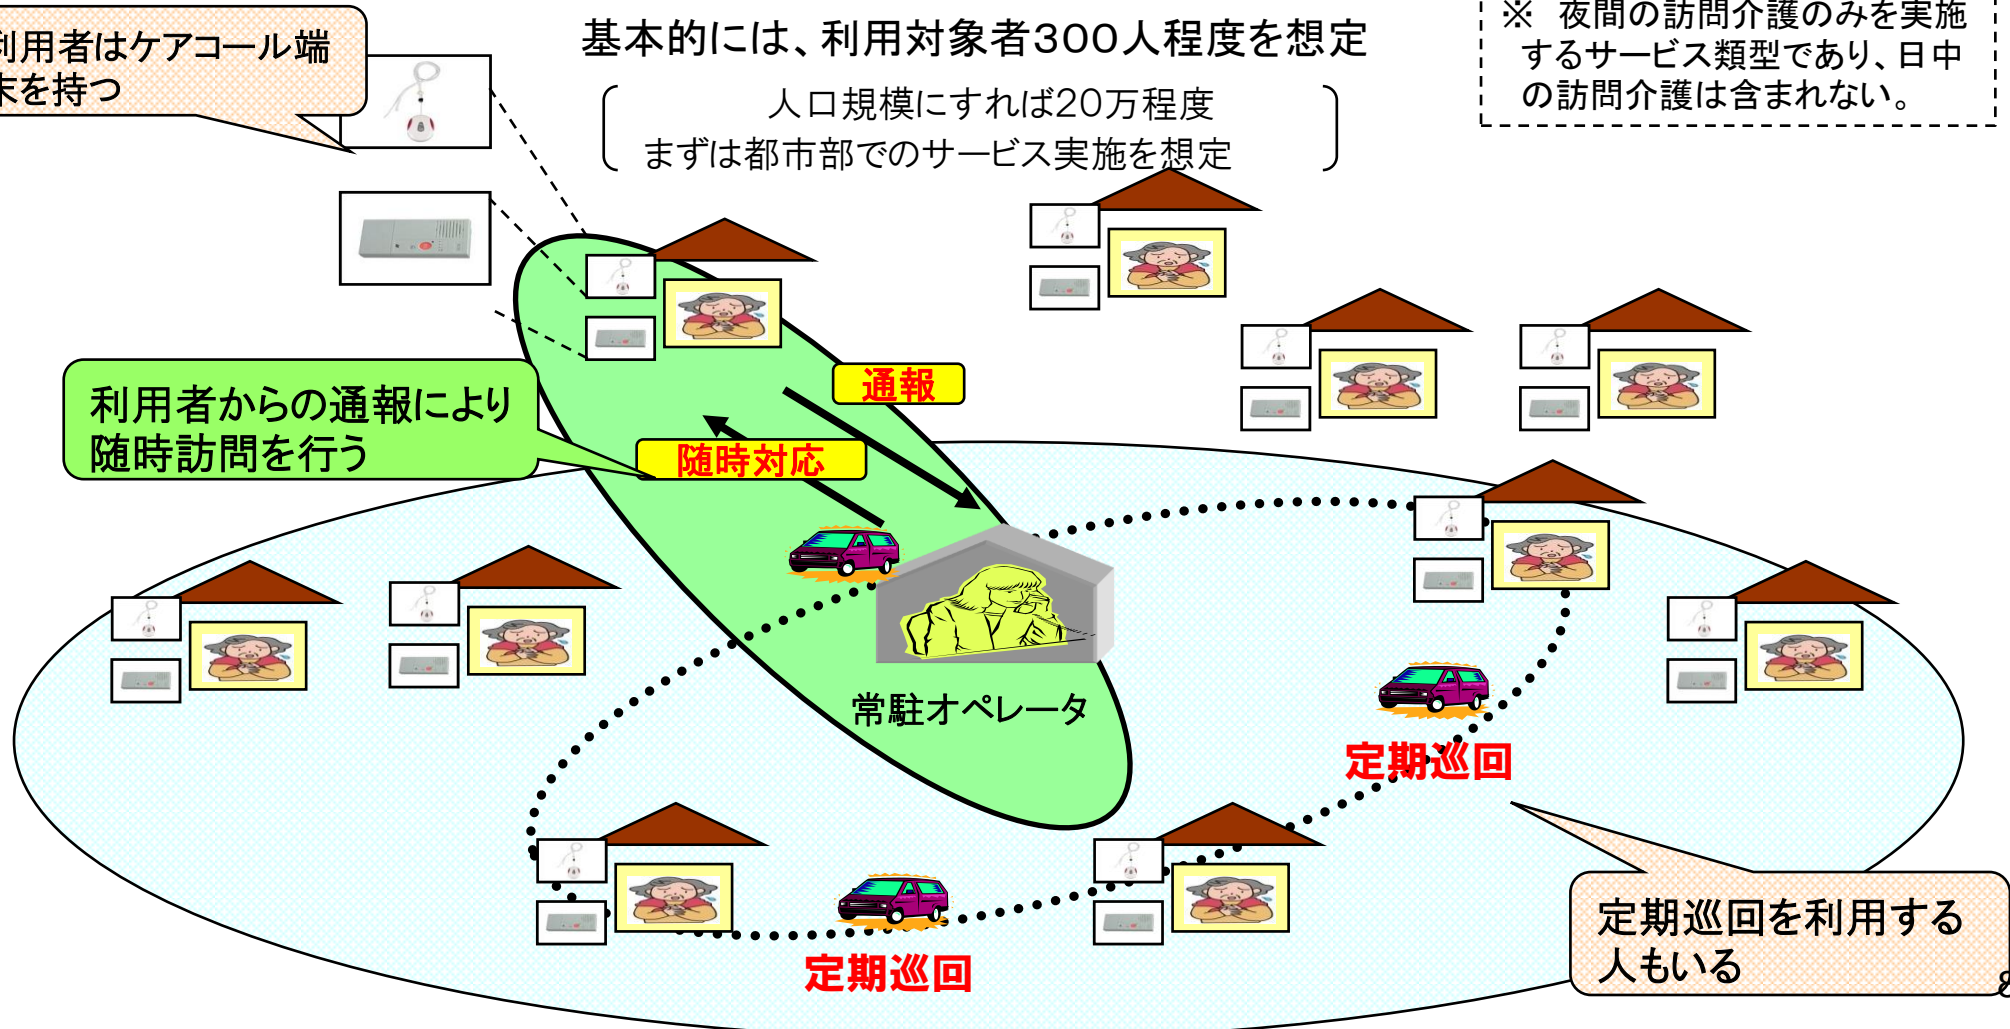 利用者はケアコール端
末を持つ
基本的には、利用対象者300人程度を想定
人口規模にすれば20万程度
まずは都市部でのサービス実施を想定
※ 夜間の訪問介護のみを実施
するサービス類型であり、日中
の訪問介護は含まれない。
通報
利用者からの通報により
随時訪問を行う
随時対応
常駐オペレータ
定期巡回
定期巡回
定期巡回を利用する
人もいる